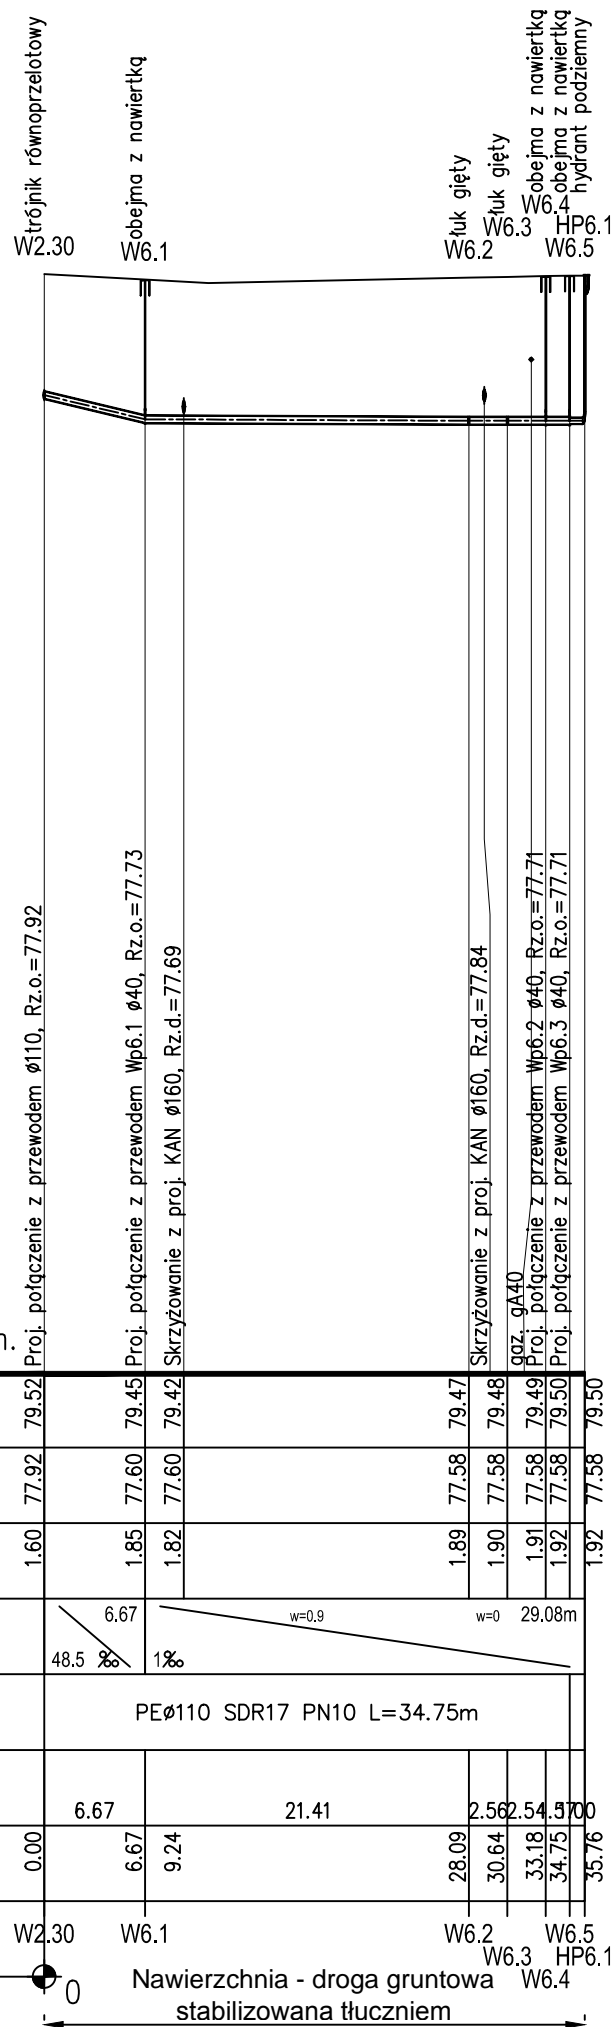 trójnik równoprzelotowy
W2.30
obejma z nawiertką
W6.1
łuk gięty
W6.2
łuk gięty
W6.3
obejma z nawiertką
W6.4
obejma z nawiertką
W6.5
hydrant podziemny
HP6.1
Proj. połączenie z przewodem ø110, Rz.o.=77.92
Proj. połączenie z przewodem Wp6.1 ø40, Rz.o.=77.73
Skrzyżowanie z proj. KAN ø160, Rz.d.=77.69
Skrzyżowanie z proj. KAN ø160, Rz.d.=77.84
gaz. gA40
Proj. połączenie z przewodem Wp6.2 ø40, Rz.o.=77.71
Proj. połączenie z przewodem Wp6.3 ø40, Rz.o.=77.71
79.52 79.45 79.42 79.47 79.48 79.49 79.50 79.50
77.92 77.60 77.60 77.58 77.58 77.58 77.58 77.58
1.60 1.85 1.82 1.89 1.90 1.91 1.92 1.92
6.67 w=0.9 w=0 29.08m
48.5 ‰ 1‰
PEø110 SDR17 PN10 L=34.75m
6.67 21.41 2.56 2.54 1.57 1.00
0.00 6.67 9.24 28.09 30.64 33.18 34.75 35.76
W2.30 W6.1 W6.2 W6.5
W6.3 HP6.1
W6.4
0
Nawierzchnia - droga gruntowa
stabilizowana tłuczniem